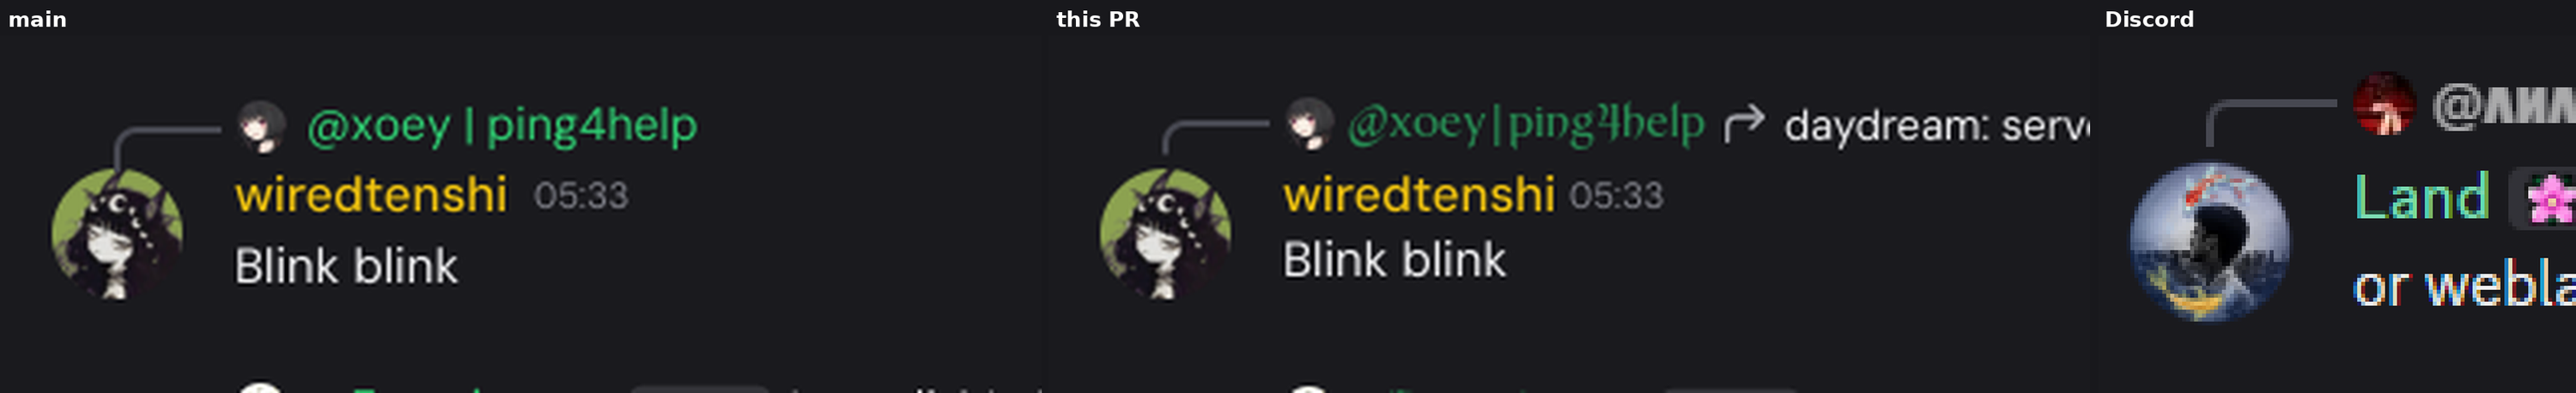 main
this PR
Discord
@xoey | ping4help
wiredtenshi 05:33
Blink blink
@xoey|ping4help daydream: serv
wiredtenshi 05:33
Blink blink
Land
or webla